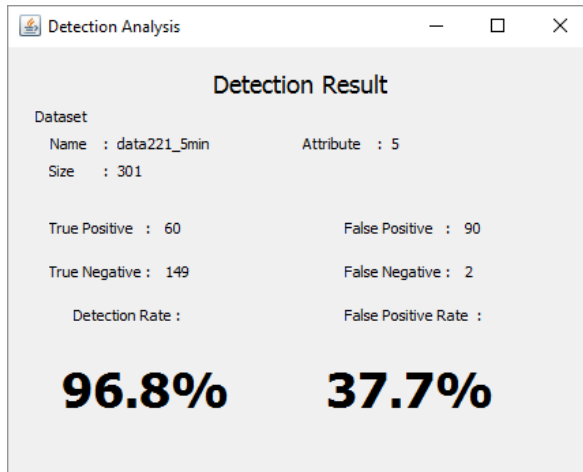 Detection Analysis
Detection Result
Dataset
Name : data221_5min Attribute : 5
Size : 301
True Positive : 60 False Positive : 90
True Negative : 149 False Negative : 2
Detection Rate : False Positive Rate :
96.8% 37.7%